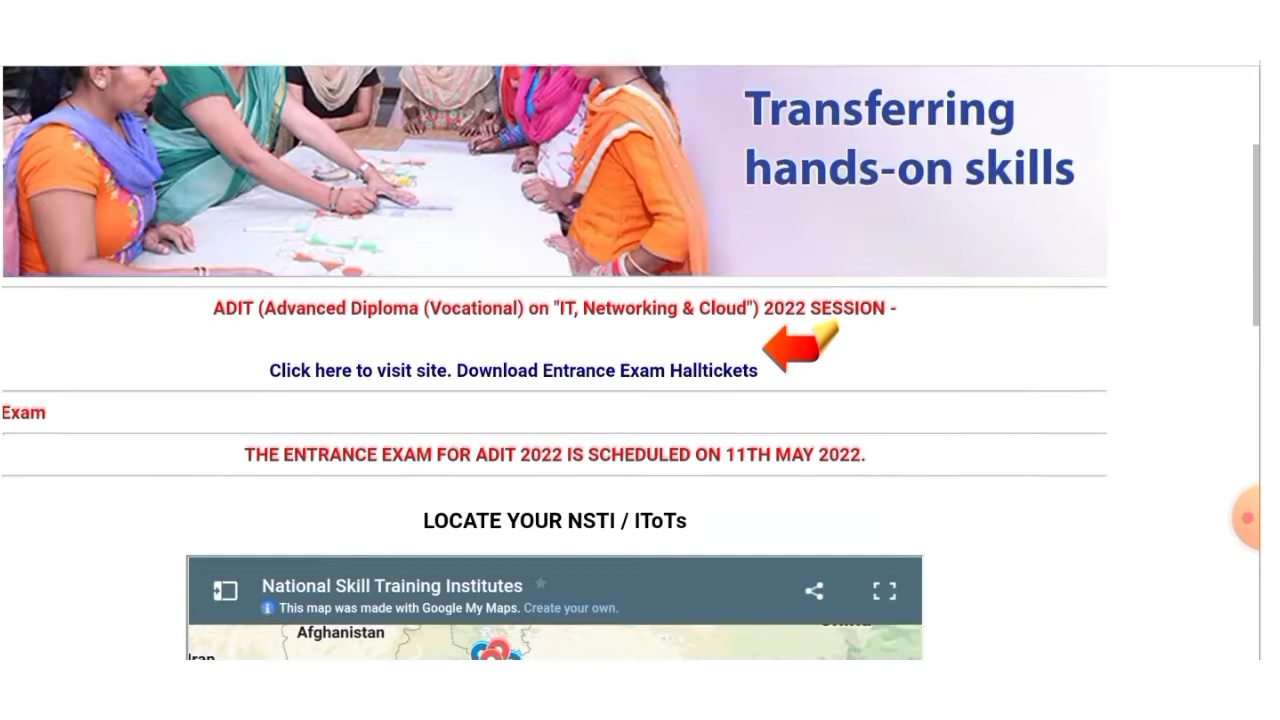 Transferring
hands-on skills
ADIT (Advanced Diploma (Vocational) on "IT, Networking & Cloud") 2022 SESSION -
Click here to visit site. Download Entrance Exam Halltickets
Exam
THE ENTRANCE EXAM FOR ADIT 2022 IS SCHEDULED ON 11TH MAY 2022.
LOCATE YOUR NSTI / IToTs
National Skill Training Institutes
This map was made with Google My Maps. Create your own.
Afghanistan
Iran